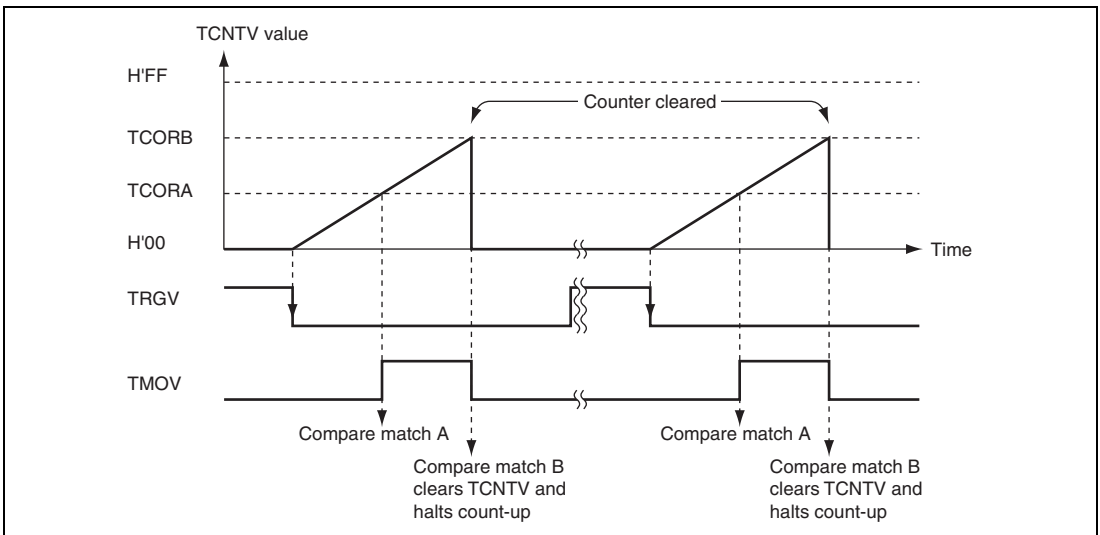 TCNTV value
H'FF
Counter cleared
TCORB
TCORA
H'00
Time
TRGV
TMOV
Compare match A
Compare match A
Compare match B
clears TCNTV and
halts count-up
Compare match B
clears TCNTV and
halts count-up